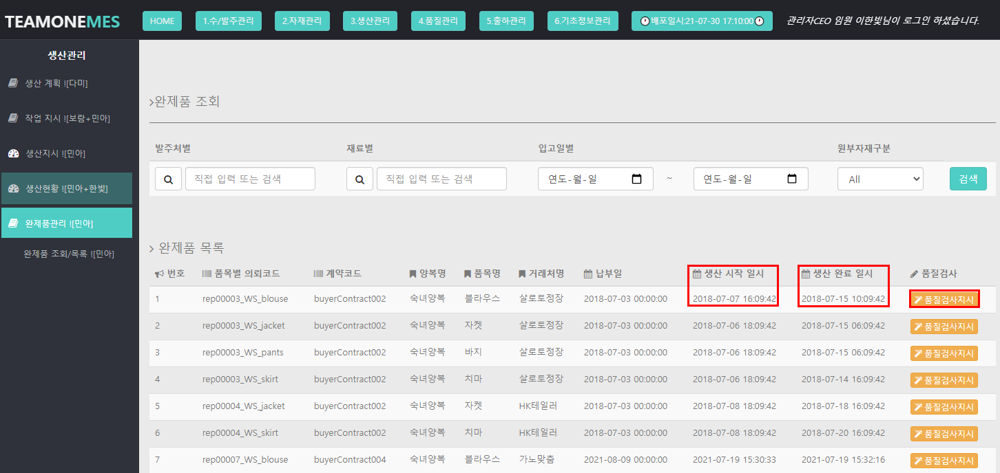 TEAMONEMES HOME 1.수/발주관리 2.자재관리 3.생산관리 4.품질관리 5.출하관리 6.기초정보관리 배포일시:21-07-30 17:10:00 관리자CEO 임원 이한빛님이 로그인 하셨습니다.
생산관리
생산 계획 ![다미]
작업 지시 ![보람+민아]
생산지시 ![민아]
생산현황 ![민아+한빛]
완제품관리 ![민아]
완제품 조회/목록 ![민아]
>완제품 조회
발주처별 재료별 입고일별 원부자재구분
직접 입력 또는 검색 직접 입력 또는 검색 연도-월-일 ~ 연도-월-일 All 검색
> 완제품 목록
번호 품목별 의뢰코드 계약코드 양복명 품목명 거래처명 납부일 생산 시작 일시 생산 완료 일시 품질검사
1 rep00003_WS_blouse buyerContract002 숙녀양복 블라우스 살로토정장 2018-07-03 00:00:00 2018-07-07 16:09:42 2018-07-15 10:09:42 품질검사지시
2 rep00003_WS_jacket buyerContract002 숙녀양복 자켓 살로토정장 2018-07-03 00:00:00 2018-07-06 18:09:42 2018-07-15 06:09:42 품질검사지시
3 rep00003_WS_pants buyerContract002 숙녀양복 바지 살로토정장 2018-07-03 00:00:00 2018-07-06 18:09:42 2018-07-15 06:09:42 품질검사지시
4 rep00003_WS_skirt buyerContract002 숙녀양복 치마 살로토정장 2018-07-03 00:00:00 2018-07-06 18:09:42 2018-07-14 16:09:42 품질검사지시
5 rep00004_WS_jacket buyerContract002 숙녀양복 자켓 HK테일러 2018-07-03 00:00:00 2018-07-08 18:09:42 2018-07-18 16:09:42 품질검사지시
6 rep00004_WS_skirt buyerContract002 숙녀양복 치마 HK테일러 2018-07-03 00:00:00 2018-07-08 18:09:42 2018-07-20 16:09:42 품질검사지시
7 rep00007_WS_blouse buyerContract004 숙녀양복 블라우스 가노맞춤 2021-08-09 00:00:00 2021-07-19 15:30:33 2021-07-19 15:32:16 품질검사지시